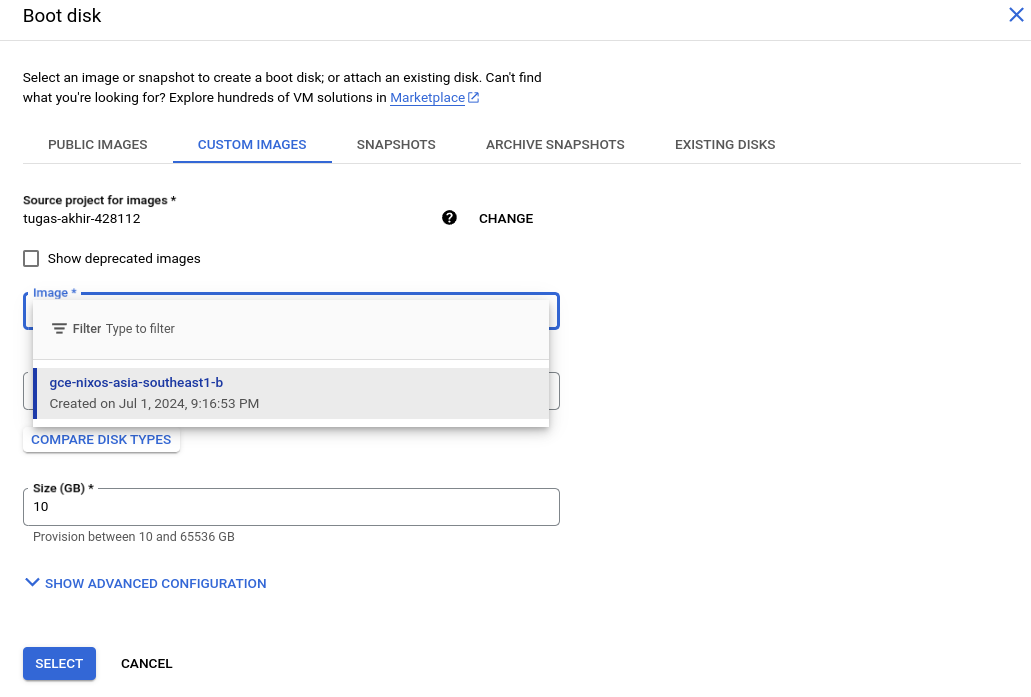 Boot disk
Select an image or snapshot to create a boot disk; or attach an existing disk. Can't find
what you're looking for? Explore hundreds of VM solutions in Marketplace
PUBLIC IMAGES CUSTOM IMAGES SNAPSHOTS ARCHIVE SNAPSHOTS EXISTING DISKS
Source project for images *
tugas-akhir-428112 ? CHANGE
Show deprecated images
Image *
Filter Type to filter
gce-nixos-asia-southeast1-b
Created on Jul 1, 2024, 9:16:53 PM
COMPARE DISK TYPES
Size (GB) *
10
Provision between 10 and 65536 GB
SHOW ADVANCED CONFIGURATION
SELECT CANCEL